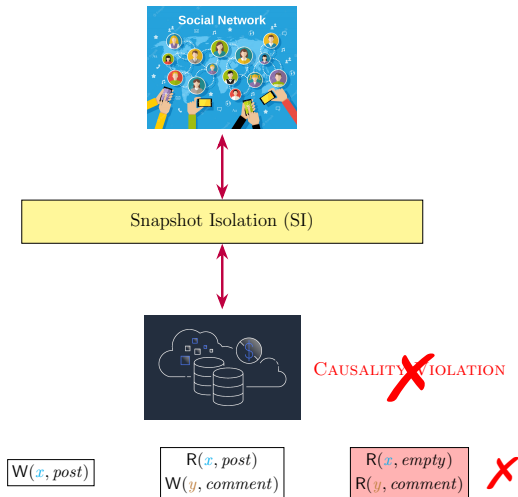 Social Network
Snapshot Isolation (SI)
CAUSALITY VIOLATION
W(x, post)
R(x, post)
W(y, comment)
R(x, empty)
R(y, comment)